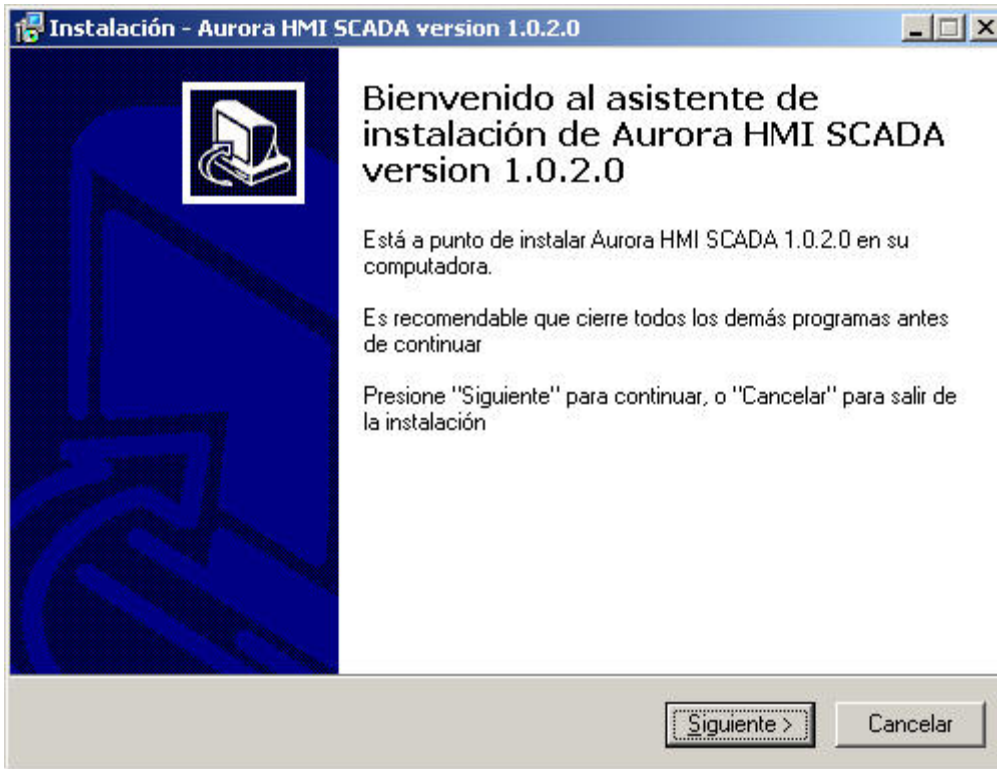 Instalación - Aurora HMI SCADA version 1.0.2.0
Bienvenido al asistente de
instalación de Aurora HMI SCADA
version 1.0.2.0
Está a punto de instalar Aurora HMI SCADA 1.0.2.0 en su
computadora.
Es recomendable que cierre todos los demás programas antes
de continuar
Presione "Siguiente" para continuar, o "Cancelar" para salir de
la instalación
Siguiente >
Cancelar